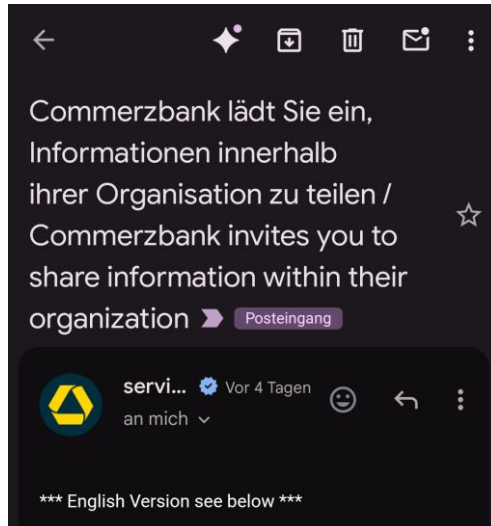 Commerzbank lädt Sie ein,
Informationen innerhalb
ihrer Organisation zu teilen /
Commerzbank invites you to
share information within their
organization Posteingang
servi... Vor 4 Tagen
an mich
*** English Version see below ***